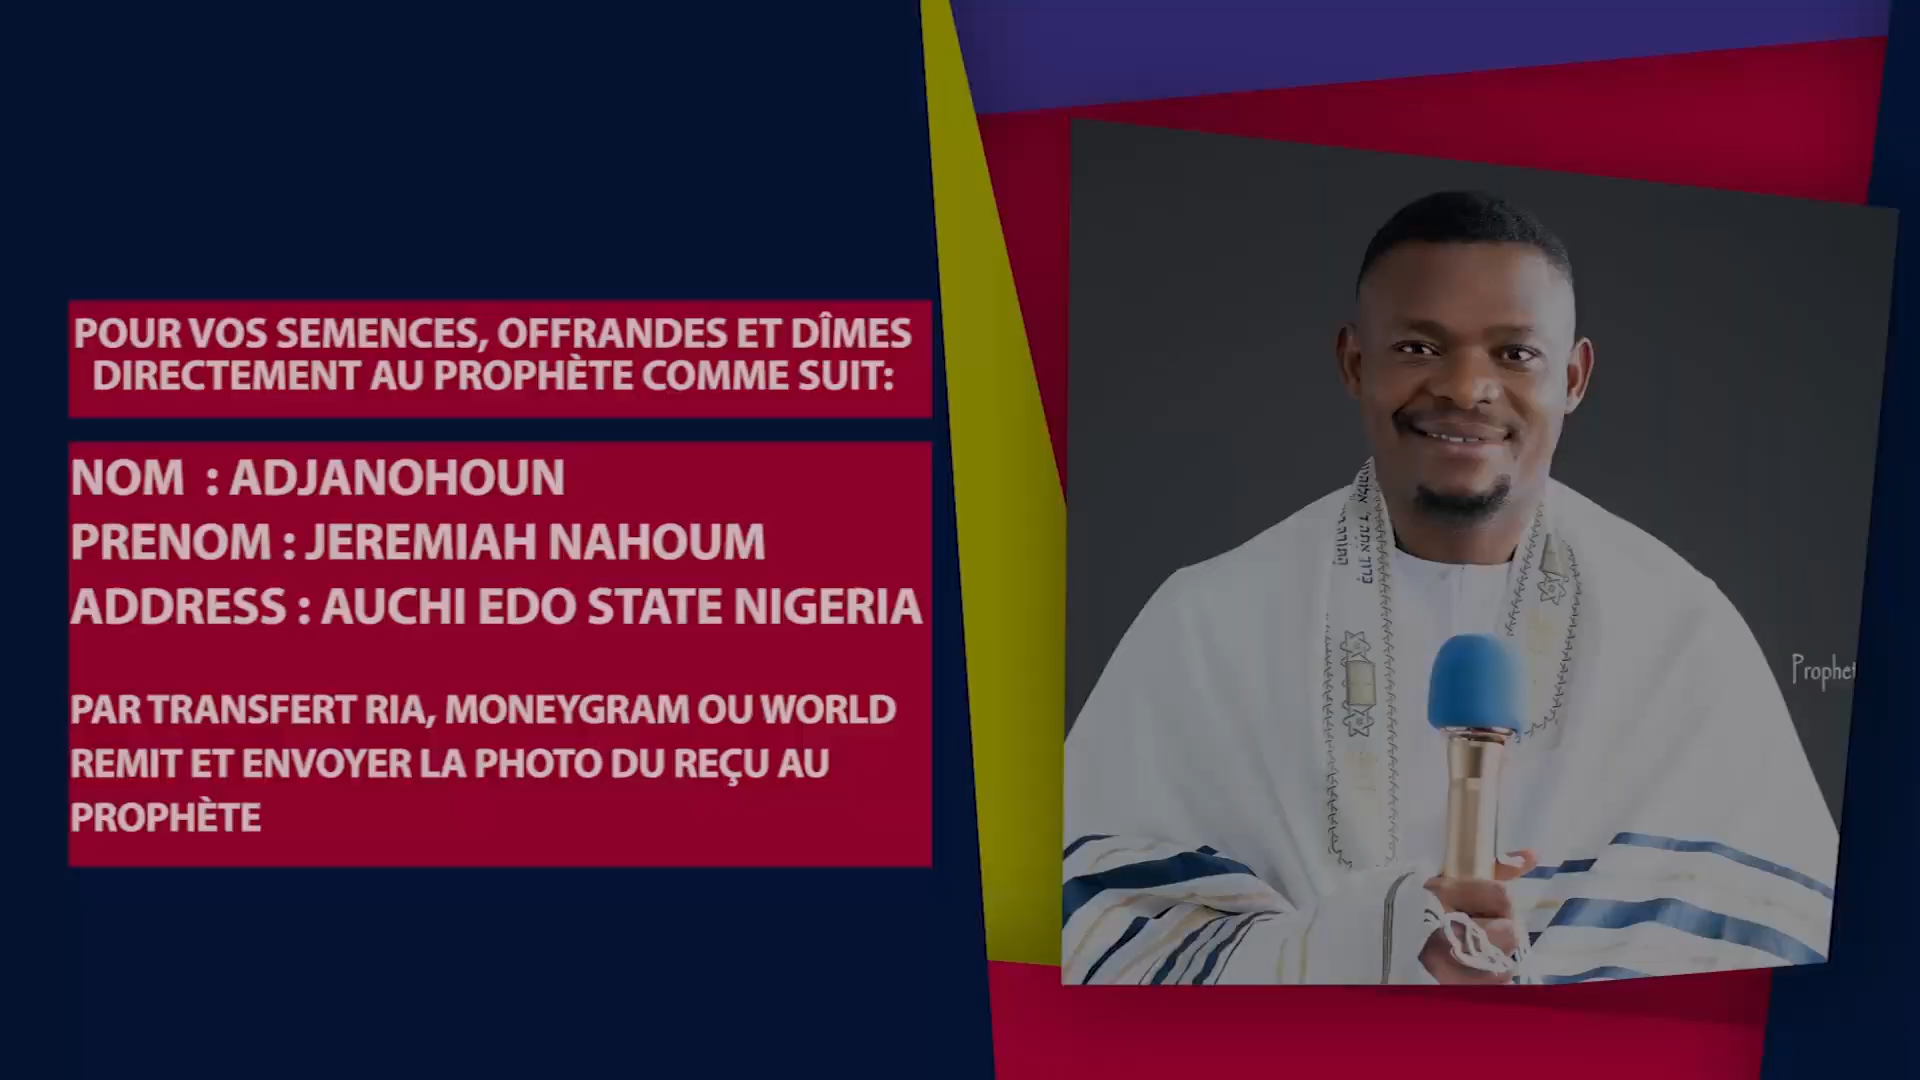 POUR VOS SEMENCES, OFFRANDES ET DÎMES
DIRECTEMENT AU PROPHÈTE COMME SUIT:
NOM : ADJANOHOUN
PRENOM : JEREMIAH NAHOUM
ADDRESS : AUCHI EDO STATE NIGERIA
PAR TRANSFERT RIA, MONEYGRAM OU WORLD
REMIT ET ENVOYER LA PHOTO DU REÇU AU
PROPHÈTE
Prophet